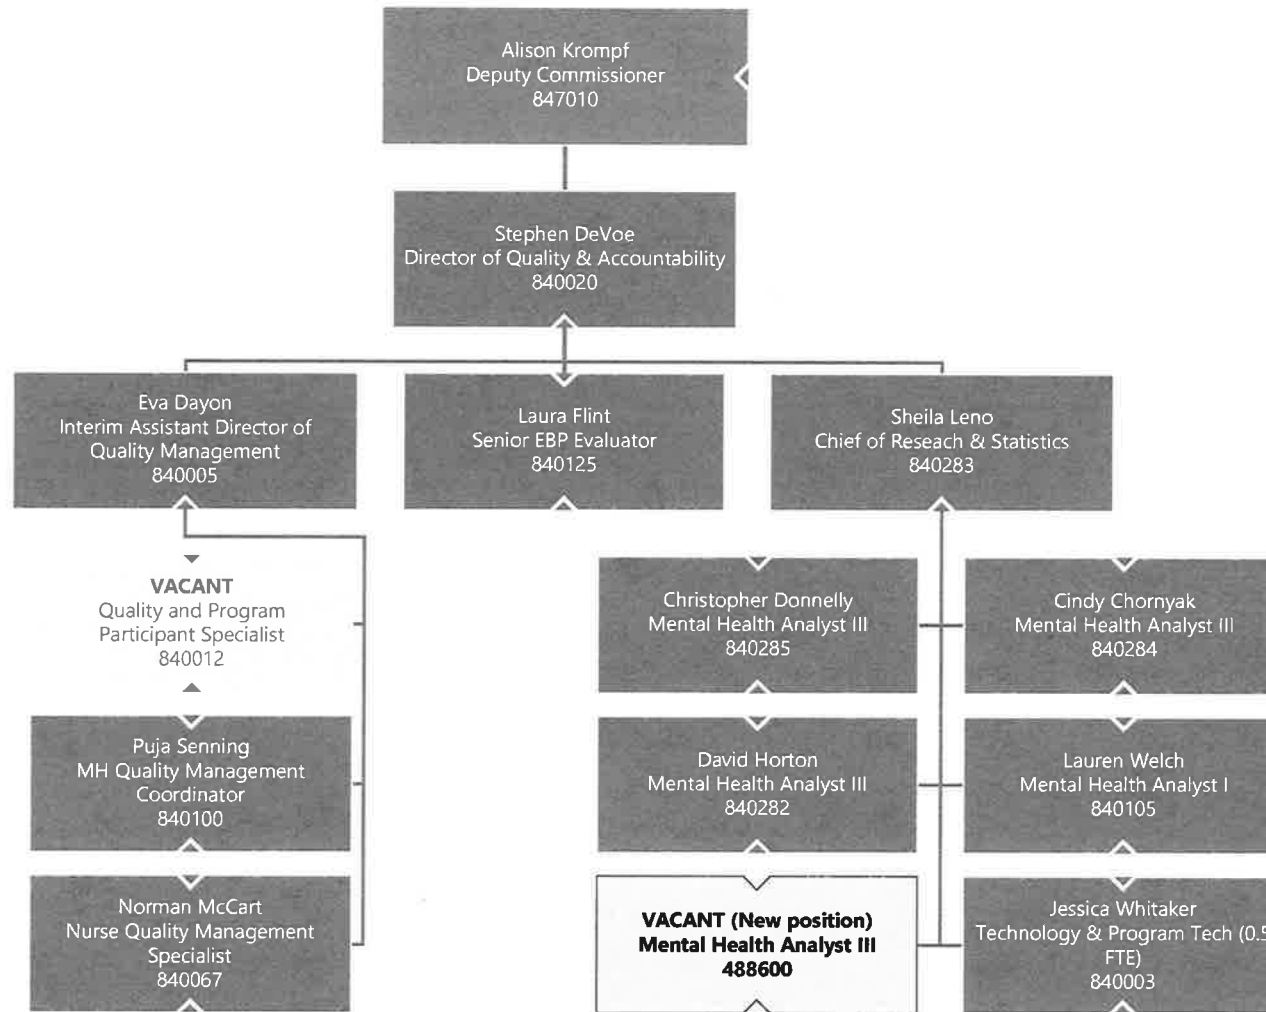 Alison Krompf
Deputy Commissioner
847010
Stephen DeVoe
Director of Quality & Accountability
840020
Eva Dayon
Interim Assistant Director of
Quality Management
840005
Laura Flint
Senior EBP Evaluator
840125
Sheila Leno
Chief of Reseach & Statistics
840283
VACANT
Quality and Program
Participant Specialist
840012
Puja Senning
MH Quality Management
Coordinator
840100
Norman McCart
Nurse Quality Management
Specialist
840067
Christopher Donnelly
Mental Health Analyst III
840285
Cindy Chornyak
Mental Health Analyst III
840284
David Horton
Mental Health Analyst III
840282
Lauren Welch
Mental Health Analyst I
840105
VACANT (New position)
Mental Health Analyst III
488600
Jessica Whitaker
Technology & Program Tech (0.5
FTE)
840003